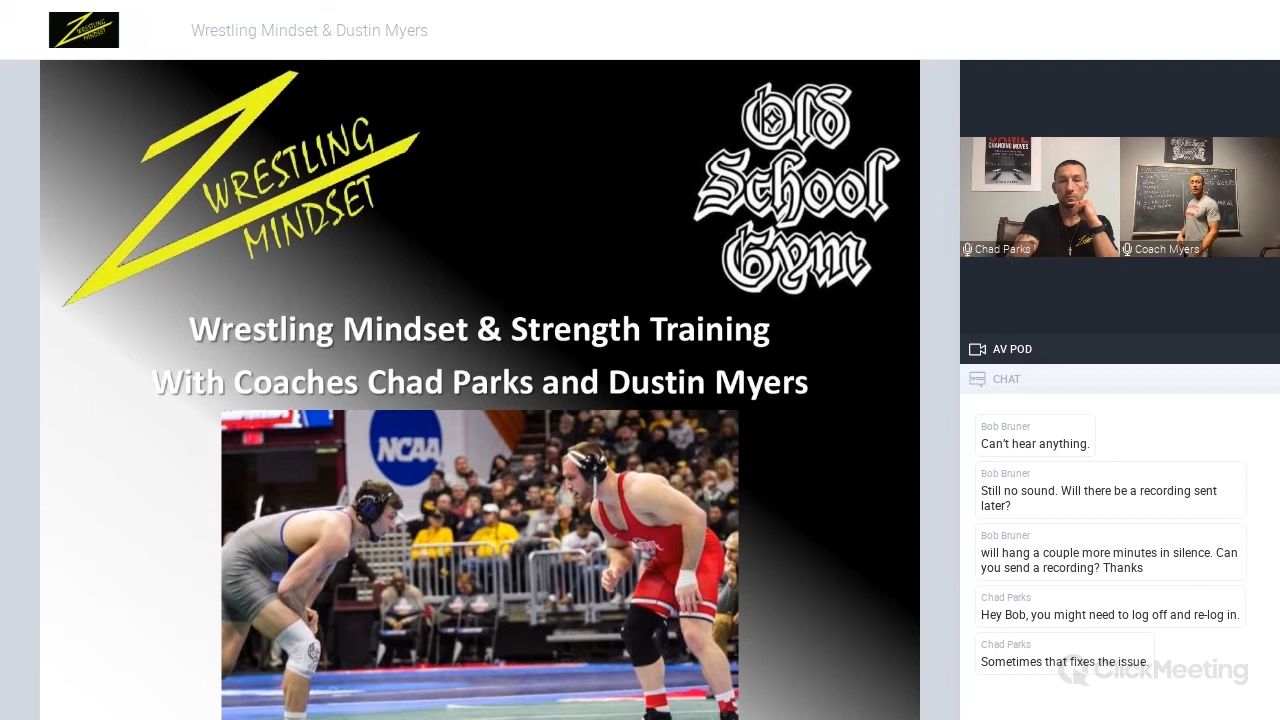 WRESTLING
MINDSET
Wrestling Mindset & Dustin Myers
WRESTLING
MINDSET
Old
School
Gym
Wrestling Mindset & Strength Training
With Coaches Chad Parks and Dustin Myers
NCAA
CHANGING MOVES
Chad Parks
Coach Myers
AV POD
CHAT
Bob Bruner
Can't hear anything.
Bob Bruner
Still no sound. Will there be a recording sent
later?
Bob Bruner
will hang a couple more minutes in silence. Can
you send a recording? Thanks
Chad Parks
Hey Bob, you might need to log off and re-log in.
Chad Parks
Sometimes that fixes the issue.
ClickMeeting